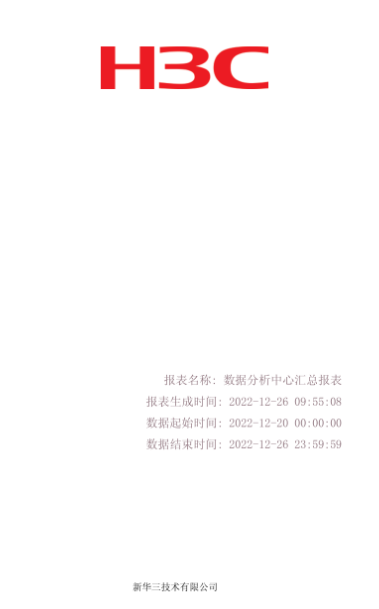 H3C
报表名称: 数据分析中心汇总报表
报表生成时间: 2022-12-26 09:55:08
数据起始时间: 2022-12-20 00:00:00
数据结束时间: 2022-12-26 23:59:59
新华三技术有限公司